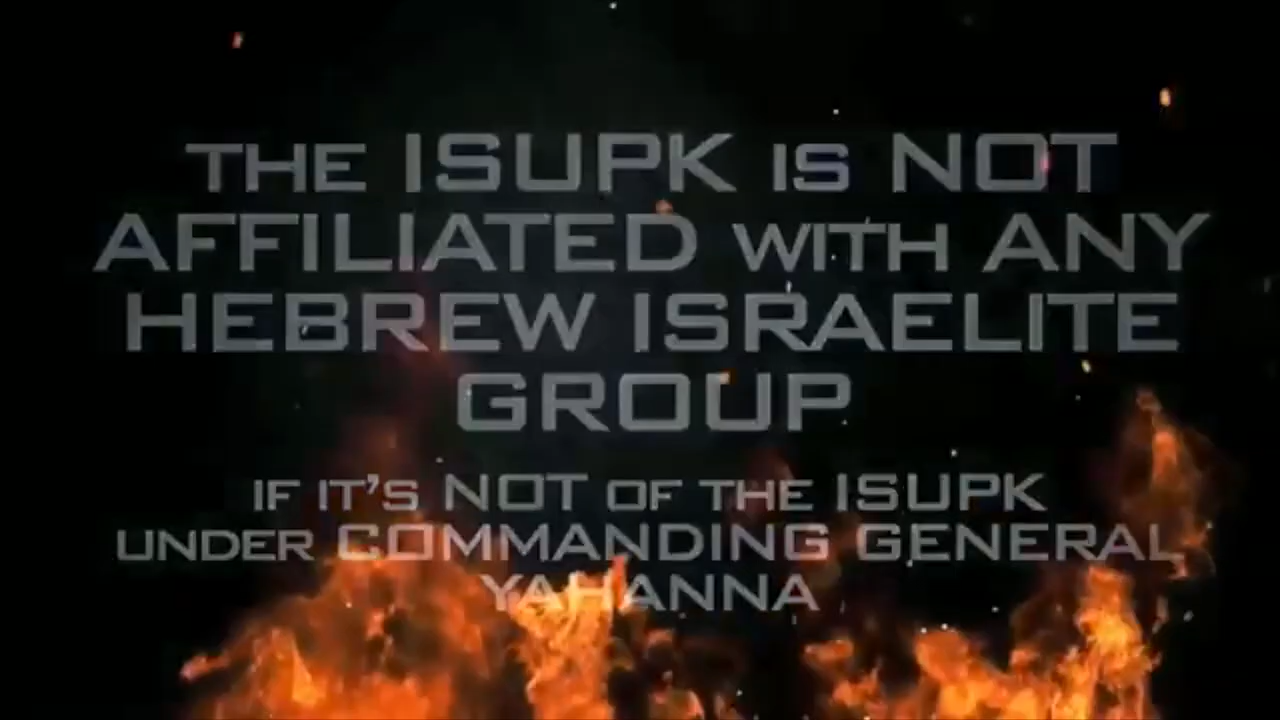 THE ISUPK IS NOT
AFFILIATED WITH ANY
HEBREW ISRAELITE
GROUP
IF IT'S NOT OF THE ISUPK
UNDER COMMANDING GENERAL
YAHANNA